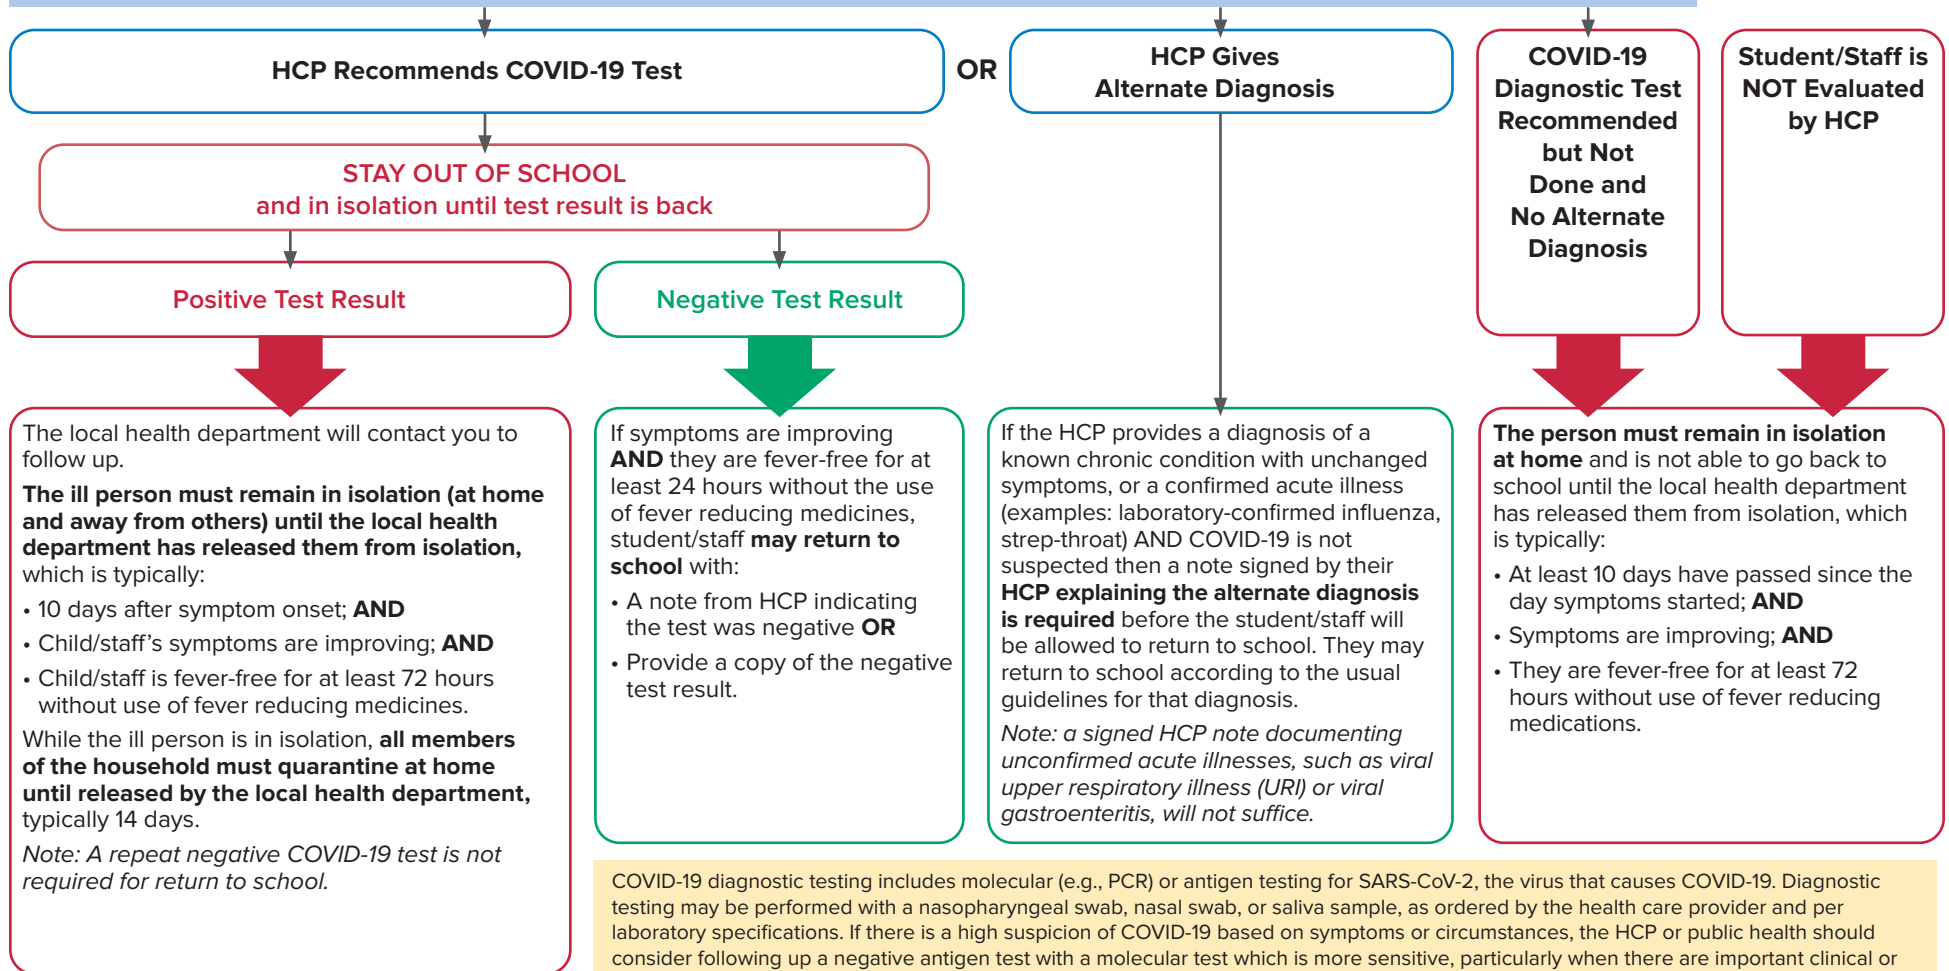 HCP Recommends COVID-19 Test
OR
HCP Gives
Alternate Diagnosis
COVID-19
Diagnostic Test
Recommended
but Not
Done and
No Alternate
Diagnosis
Student/Staff is
NOT Evaluated
by HCP
STAY OUT OF SCHOOL
and in isolation until test result is back
Positive Test Result
Negative Test Result
The local health department will contact you to
follow up.
The ill person must remain in isolation (at home
and away from others) until the local health
department has released them from isolation,
which is typically:
• 10 days after symptom onset; AND
• Child/staff's symptoms are improving; AND
• Child/staff is fever-free for at least 72 hours
without use of fever reducing medicines.
While the ill person is in isolation, all members
of the household must quarantine at home
until released by the local health department,
typically 14 days.
Note: A repeat negative COVID-19 test is not
required for return to school.
If symptoms are improving
AND they are fever-free for at
least 24 hours without the use
of fever reducing medicines,
student/staff may return to
school with:
• A note from HCP indicating
the test was negative OR
• Provide a copy of the negative
test result.
If the HCP provides a diagnosis of a
known chronic condition with unchanged
symptoms, or a confirmed acute illness
(examples: laboratory-confirmed influenza,
strep-throat) AND COVID-19 is not
suspected then a note signed by their
HCP explaining the alternate diagnosis
is required before the student/staff will
be allowed to return to school. They may
return to school according to the usual
guidelines for that diagnosis.
Note: a signed HCP note documenting
unconfirmed acute illnesses, such as viral
upper respiratory illness (URI) or viral
gastroenteritis, will not suffice.
The person must remain in isolation
at home and is not able to go back to
school until the local health department
has released them from isolation, which
is typically:
• At least 10 days have passed since the
day symptoms started; AND
• Symptoms are improving; AND
• They are fever-free for at least 72
hours without use of fever reducing
medications.
COVID-19 diagnostic testing includes molecular (e.g., PCR) or antigen testing for SARS-CoV-2, the virus that causes COVID-19. Diagnostic
testing may be performed with a nasopharyngeal swab, nasal swab, or saliva sample, as ordered by the health care provider and per
laboratory specifications. If there is a high suspicion of COVID-19 based on symptoms or circumstances, the HCP or public health should
consider following up a negative antigen test with a molecular test which is more sensitive, particularly when there are important clinical or